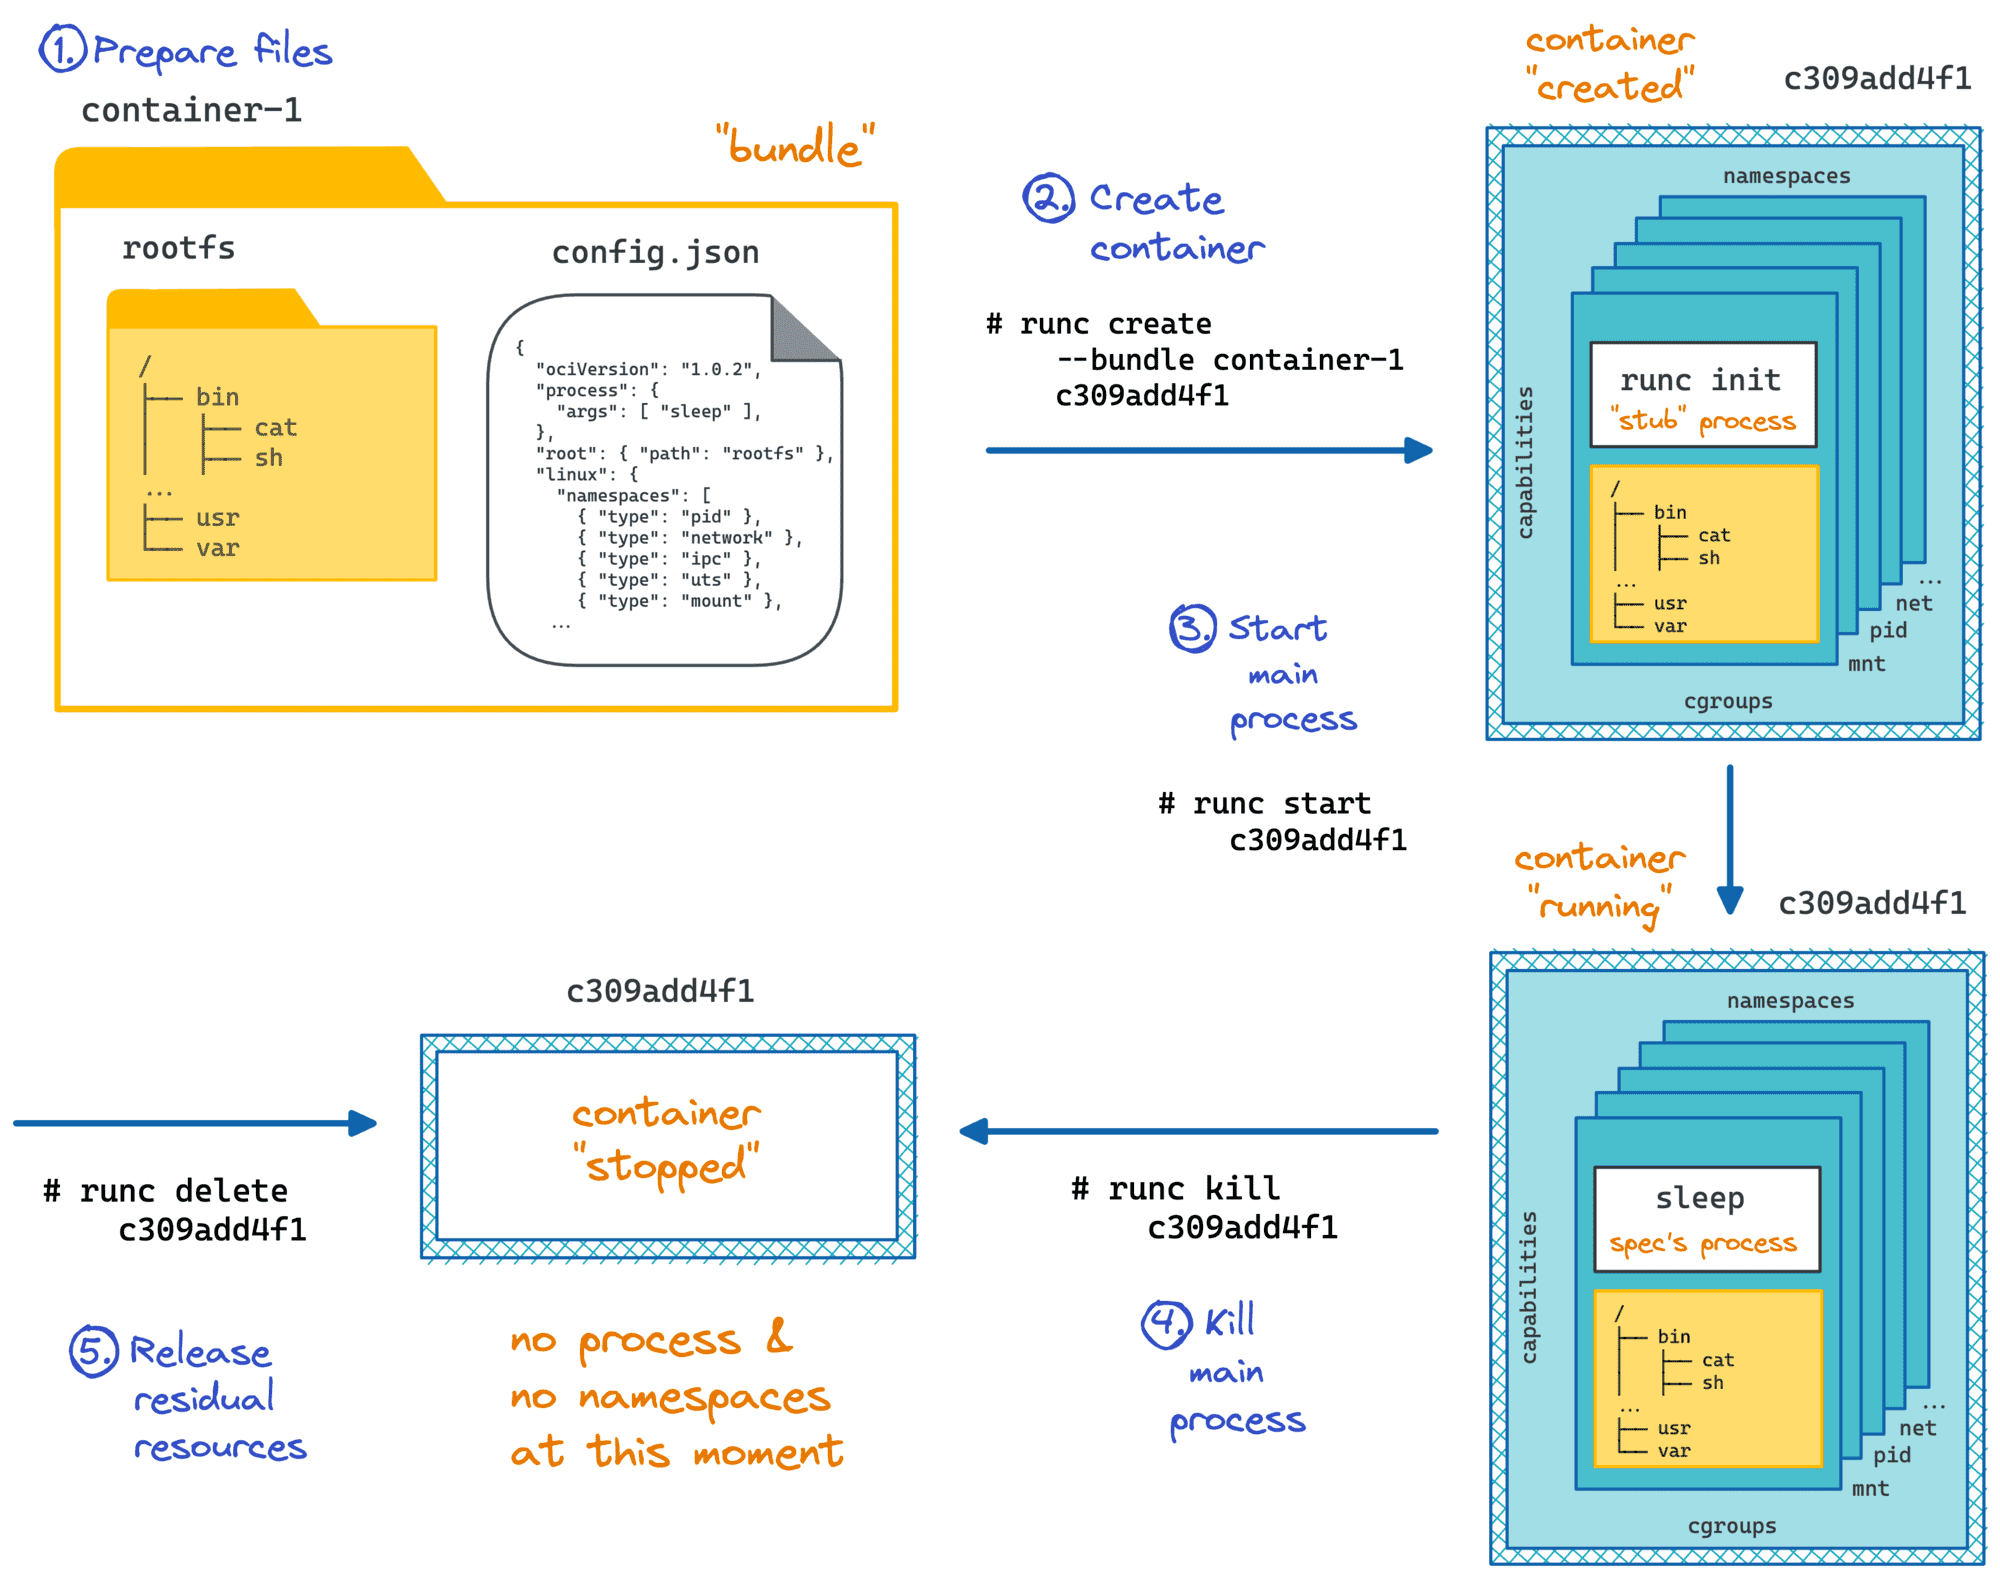 1. Prepare files
container-1
"bundle"
rootfs
/
bin
cat
sh
...
usr
var
config.json
{
"ociVersion": "1.0.2",
"process": {
"args": [ "sleep" ],
},
"root": { "path": "rootfs" },
"linux": {
"namespaces": [
{ "type": "pid" },
{ "type": "network" },
{ "type": "ipc" },
{ "type": "uts" },
{ "type": "mount" },
...
2. Create
container
# runc create
--bundle container-1
c309add4f1
container
"created"
c309add4f1
namespaces
capabilities
runc init
"stub" process
/
bin
cat
sh
...
usr
var
...
net
pid
mnt
cgroups
3. Start
main
process
# runc start
c309add4f1
container
"running"
c309add4f1
namespaces
capabilities
sleep
spec's process
/
bin
cat
sh
...
usr
var
...
net
pid
mnt
cgroups
# runc kill
c309add4f1
4. Kill
main
process
c309add4f1
container
"stopped"
no process &
no namespaces
at this moment
# runc delete
c309add4f1
5. Release
residual
resources